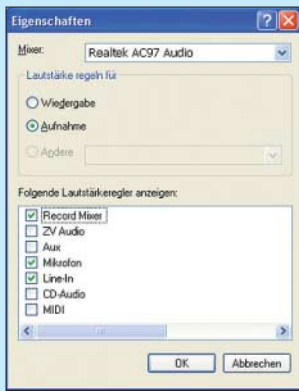 Eigenschaften
Mixer: Realtek AC97 Audio
Lautstärke regeln für
Wiedergabe
Aufnahme
Andere
Folgende Lautstärkeregler anzeigen:
Record Mixer
ZV Audio
Aux
Mikrofon
Line-In
CD-Audio
MIDI
OK Abbrechen